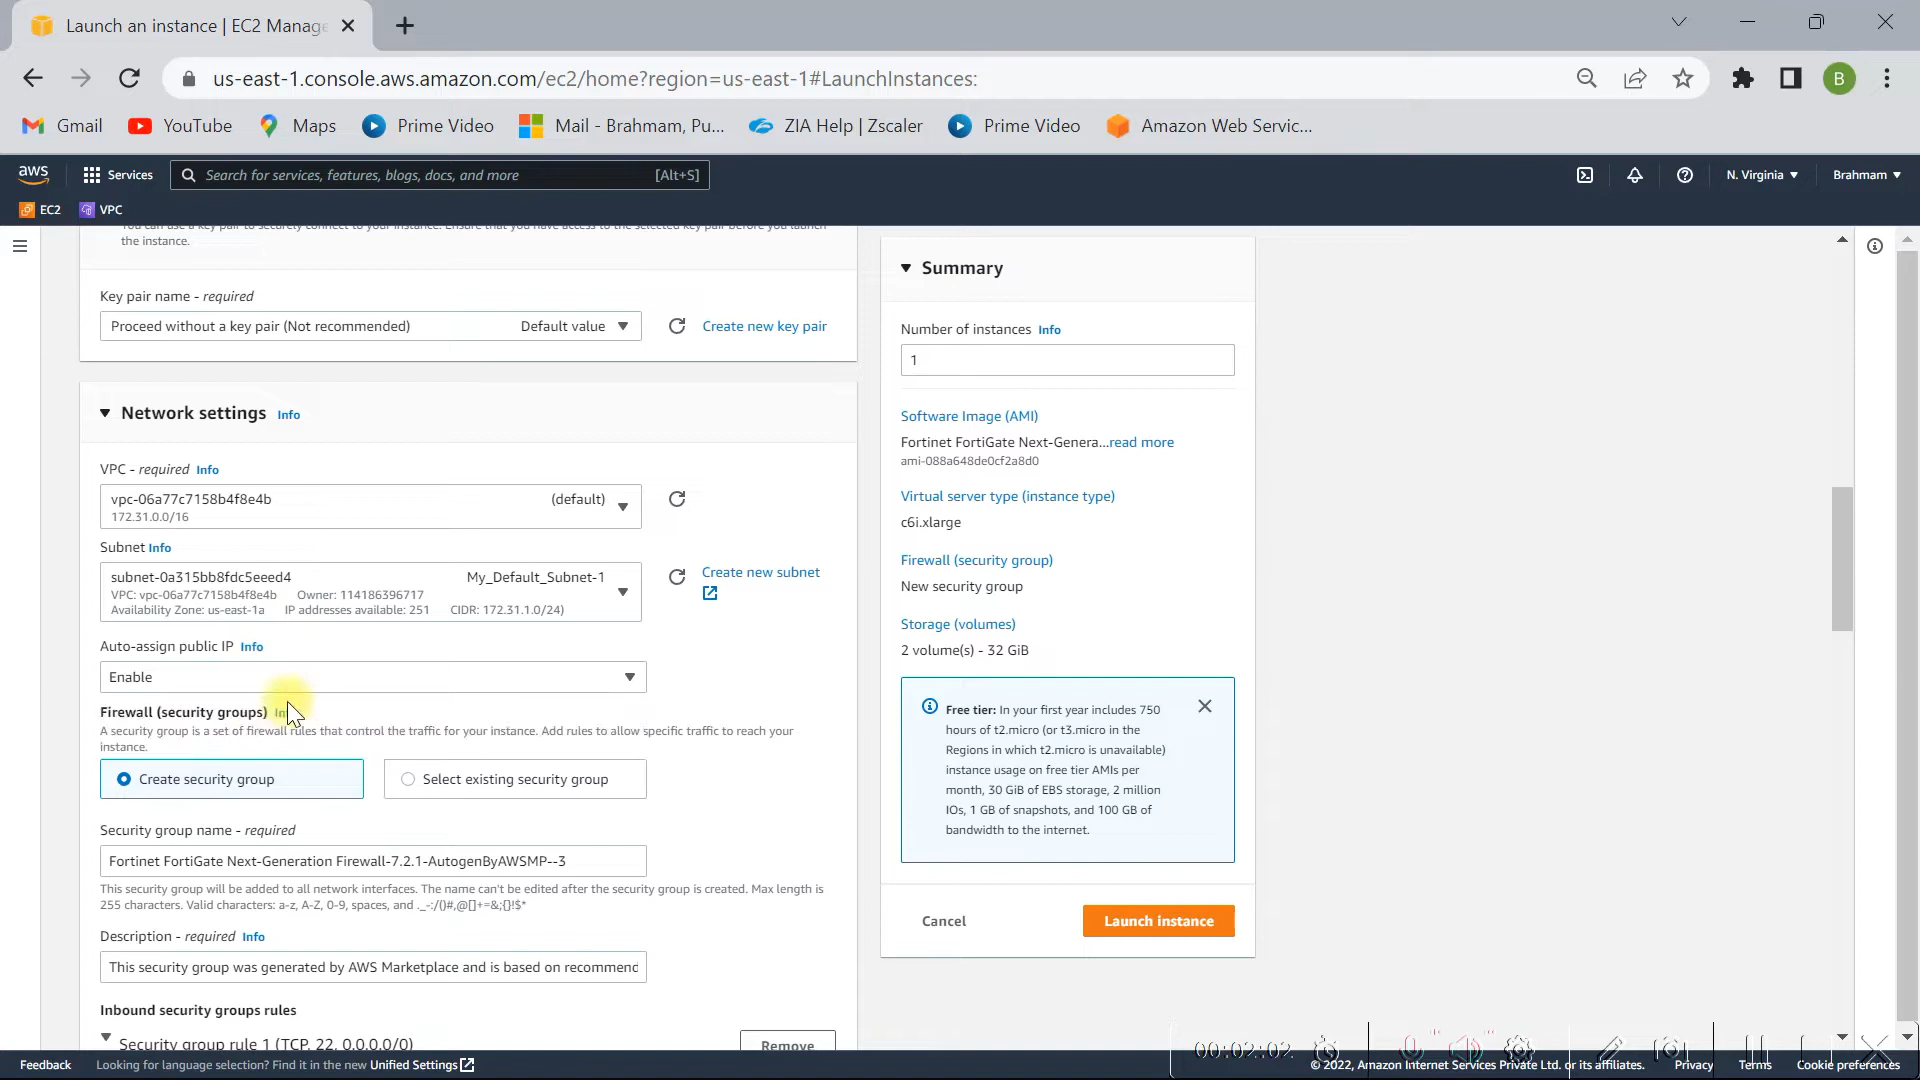 Launch an instance | EC2 Manage
us-east-1.console.aws.amazon.com/ec2/home?region=us-east-1#LaunchInstances:
B
Gmail
YouTube
Maps
Prime Video
Mail - Brahmam, Pu...
ZIA Help | Zscaler
Prime Video
Amazon Web Servic...
aws
Services
Search for services, features, blogs, docs, and more
[Alt+S]
N. Virginia
Brahmam
EC2
VPC
You can use a key pair to securely connect to your instance. Ensure that you have access to the selected key pair before you launch
the instance.
Key pair name - required
Proceed without a key pair (Not recommended)
Default value
Create new key pair
Network settings Info
VPC - required Info
vpc-06a77c7158b4f8e4b
(default)
172.31.0.0/16
Subnet Info
subnet-0a315bb8fdc5eeed4
My_Default_Subnet-1
VPC: vpc-06a77c7158b4f8e4b Owner: 114186396717
Availability Zone: us-east-1a IP addresses available: 251 CIDR: 172.31.1.0/24)
Create new subnet
Auto-assign public IP Info
Enable
Firewall (security groups)
A security group is a set of firewall rules that control the traffic for your instance. Add rules to allow specific traffic to reach your
instance.
Create security group
Select existing security group
Security group name - required
Fortinet FortiGate Next-Generation Firewall-7.2.1-AutogenByAWSMP--3
This security group will be added to all network interfaces. The name can't be edited after the security group is created. Max length is
255 characters. Valid characters: a-z, A-Z, 0-9, spaces, and ._-:/()#,@[]+=&;{}!$*
Description - required Info
This security group was generated by AWS Marketplace and is based on recommend
Inbound security groups rules
Security group rule 1 (TCP, 22, 0.0.0.0/0)
Remove
Summary
Number of instances Info
1
Software Image (AMI)
Fortinet FortiGate Next-Genera...read more
ami-088a648de0cf2a8d0
Virtual server type (instance type)
c6i.xlarge
Firewall (security group)
New security group
Storage (volumes)
2 volume(s) - 32 GiB
Free tier: In your first year includes 750
hours of t2.micro (or t3.micro in the
Regions in which t2.micro is unavailable)
instance usage on free tier AMIs per
month, 30 GiB of EBS storage, 2 million
IOs, 1 GB of snapshots, and 100 GB of
bandwidth to the internet.
Cancel
Launch instance
00:02:02
Feedback
Looking for language selection? Find it in the new Unified Settings
© 2022, Amazon Internet Services Private Ltd. or its affiliates.
Privacy
Terms
Cookie preferences